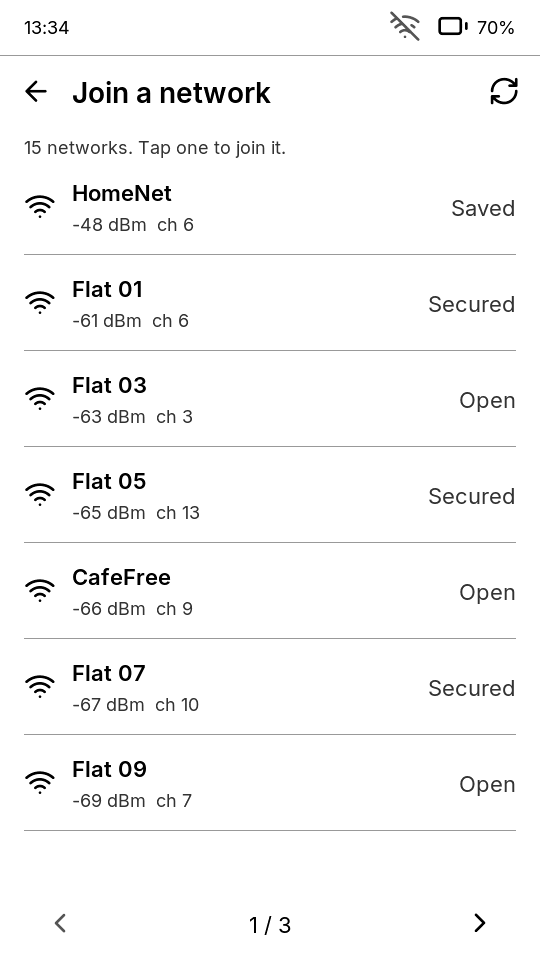 13:34
70%
Join a network
15 networks. Tap one to join it.
HomeNet
-48 dBm ch 6
Saved
Flat 01
-61 dBm ch 6
Secured
Flat 03
-63 dBm ch 3
Open
Flat 05
-65 dBm ch 13
Secured
CafeFree
-66 dBm ch 9
Open
Flat 07
-67 dBm ch 10
Secured
Flat 09
-69 dBm ch 7
Open
1 / 3